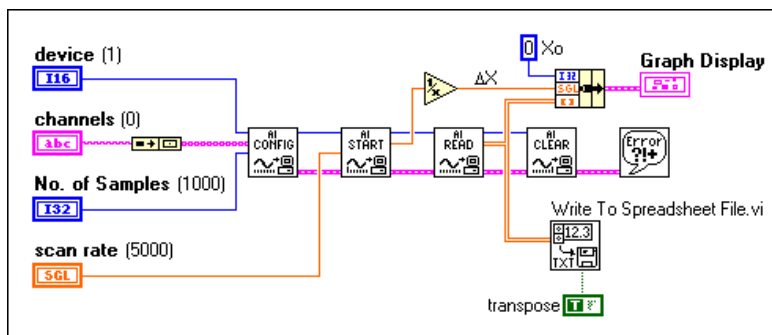 device (1)
I16
channels (0)
abc
No. of Samples (1000)
I32
scan rate (5000)
SGL
AI
CONFIG
AI
START
1/x
ΔX
AI
READ
0 Xo
I32
SGL
Graph Display
AI
CLEAR
Error
?!+
Write To Spreadsheet File.vi
12.3
TXT
transpose T